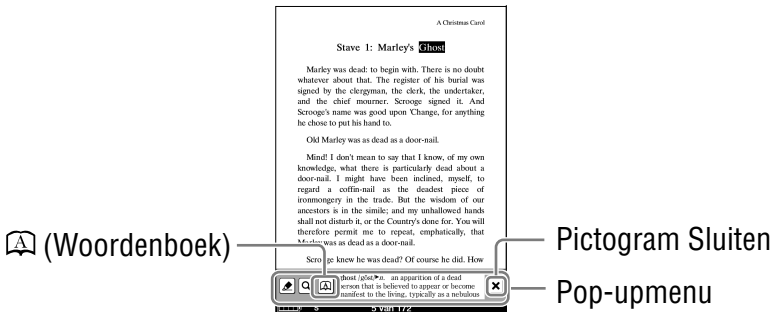 A Christmas Carol
Stave 1: Marley's Ghost
Marley was dead: to begin with. There is no doubt
whatever about that. The register of his burial was
signed by the clergyman, the clerk, the undertaker,
and the chief mourner. Scrooge signed it. And
Scrooge's name was good upon 'Change, for anything
he chose to put his hand to.
Old Marley was as dead as a door-nail.
Mind! I don't mean to say that I know, of my own
knowledge, what there is particularly dead about a
door-nail. I might have been inclined, myself, to
regard a coffin-nail as the deadest piece of
ironmongery in the trade. But the wisdom of our
ancestors is in the simile; and my unhallowed hands
shall not disturb it, or the Country's done for. You will
therefore permit me to repeat, emphatically, that
Marley was as dead as a door-nail.
Scrooge knew he was dead? Of course he did. How
ghost /gōst/▶n. an apparition of a dead
person that is believed to appear or become
manifest to the living, typically as a nebulous
5 van 172
A (Woordenboek)
Pictogram Sluiten
Pop-upmenu